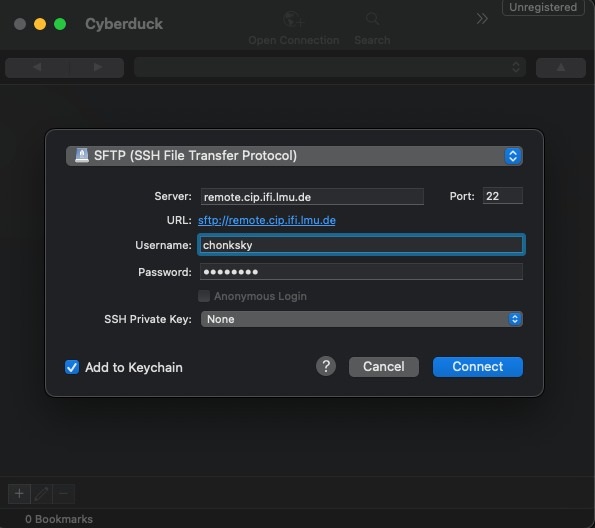 Unregistered
Cyberduck
Open Connection Search
SFTP (SSH File Transfer Protocol)
Server: remote.cip.ifi.lmu.de Port: 22
URL: sftp://remote.cip.ifi.lmu.de
Username: chonksky
Password: ●●●●●●●●
Anonymous Login
SSH Private Key: None
Add to Keychain ? Cancel Connect
0 Bookmarks